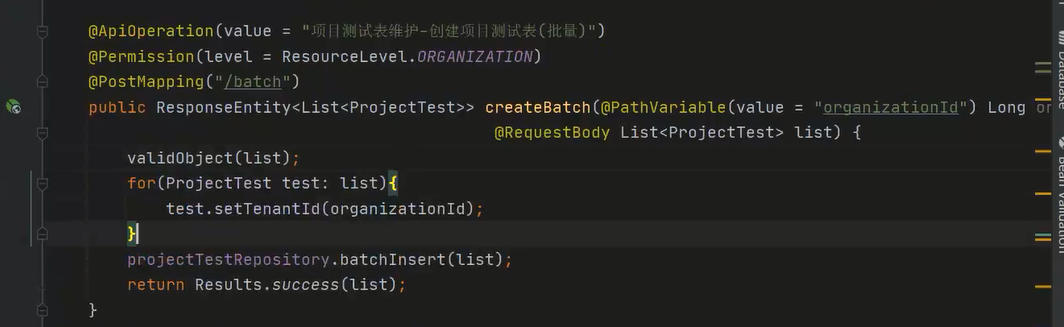 @ApiOperation(value = "项目测试表维护-创建项目测试表(批量)")
@Permission(level = ResourceLevel.ORGANIZATION)
@PostMapping("/batch")
public ResponseEntity<List<ProjectTest>> createBatch(@PathVariable(value = "organizationId") Long or
@RequestBody List<ProjectTest> list) {
validObject(list);
for(ProjectTest test: list){
test.setTenantId(organizationId);
}
projectTestRepository.batchInsert(list);
return Results.success(list);
}
Database
Bean Validation